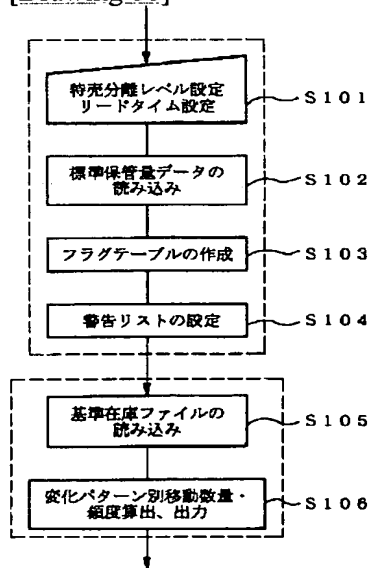 特売分離レベル設定
リードタイム設定
S101
標準保管量データの
読み込み
S102
フラグテーブルの作成
S103
警告リストの設定
S104
基準在庫ファイルの
読み込み
S105
変化パターン別移動数量・
頻度算出、出力
S106